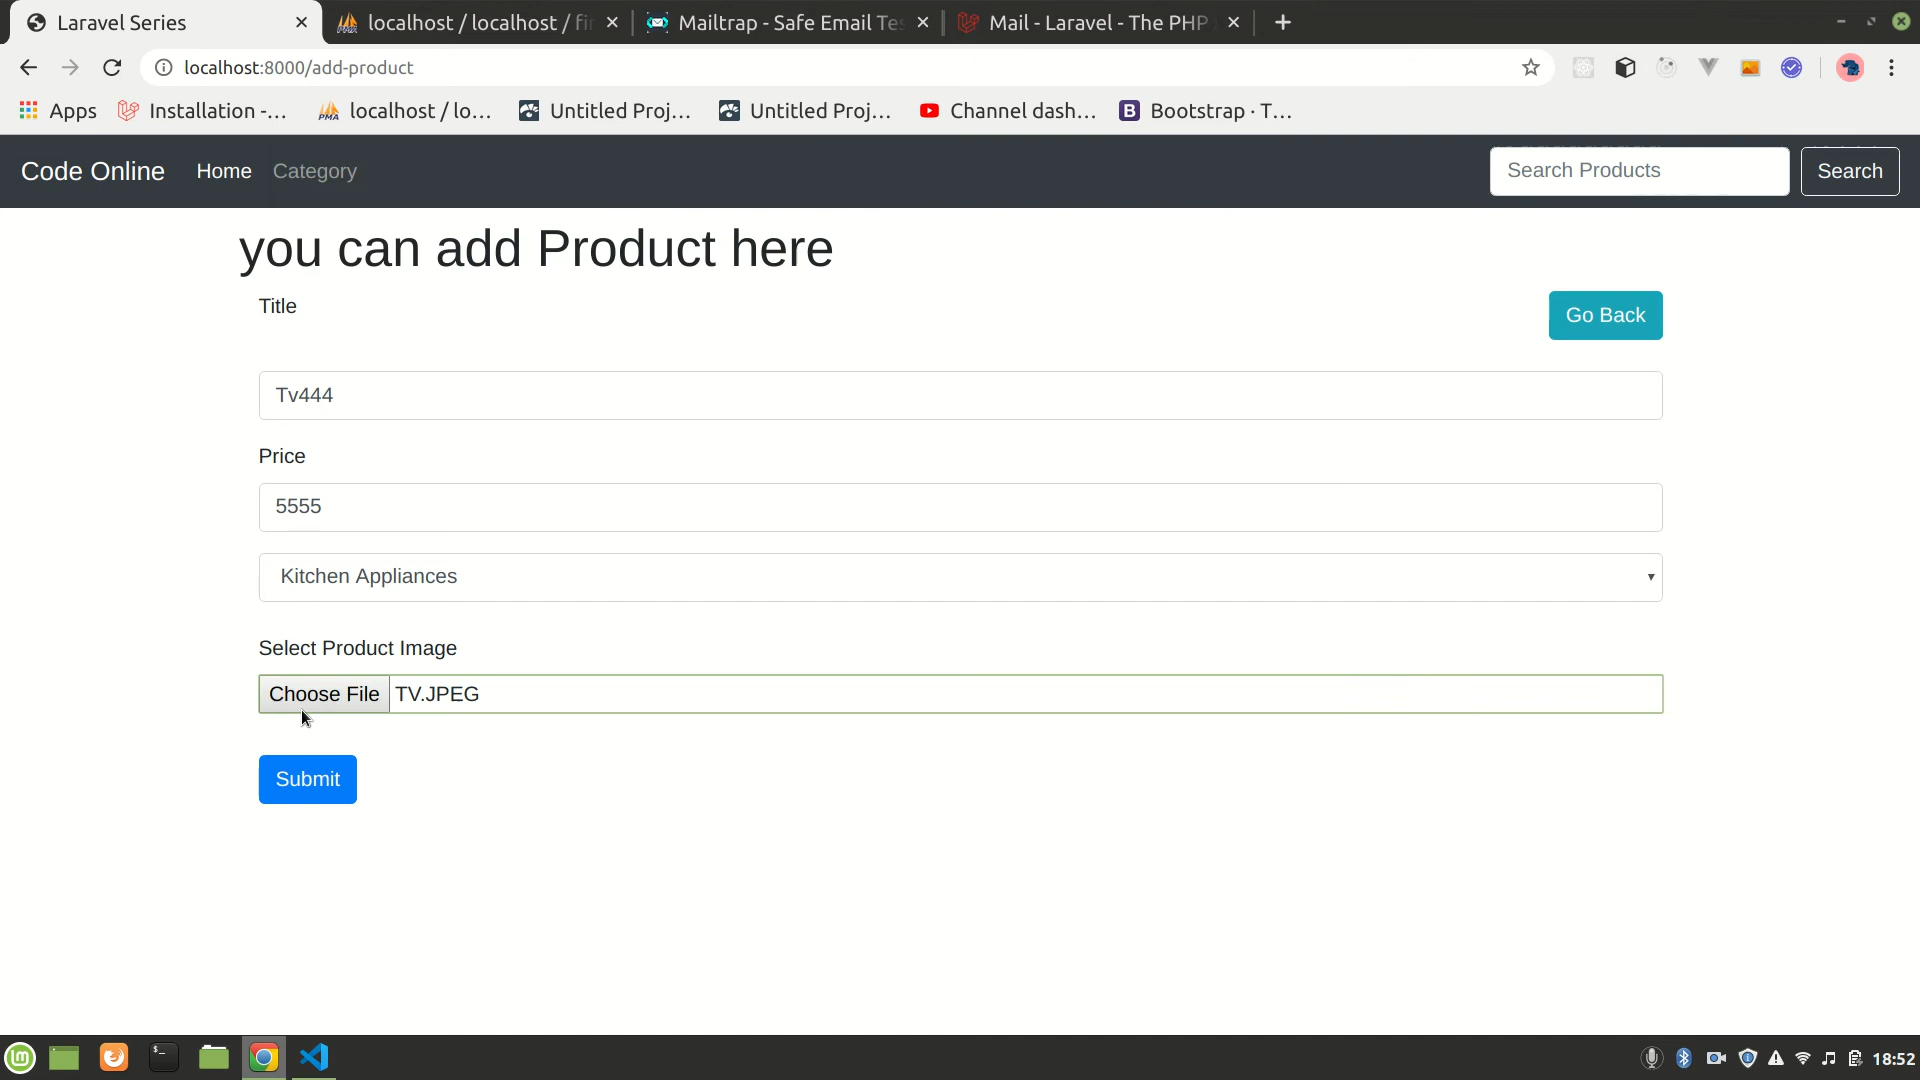 Laravel Series
localhost / localhost / fir
Mailtrap - Safe Email Tes
Mail - Laravel - The PHP
localhost:8000/add-product
Apps
Installation -...
localhost / lo...
Untitled Proj...
Untitled Proj...
Channel dash...
Bootstrap · T...
Code Online
Home
Category
Search Products
Search
you can add Product here
Title
Go Back
Tv444
Price
5555
Kitchen Appliances
Select Product Image
Choose File TV.JPEG
Submit
18:52